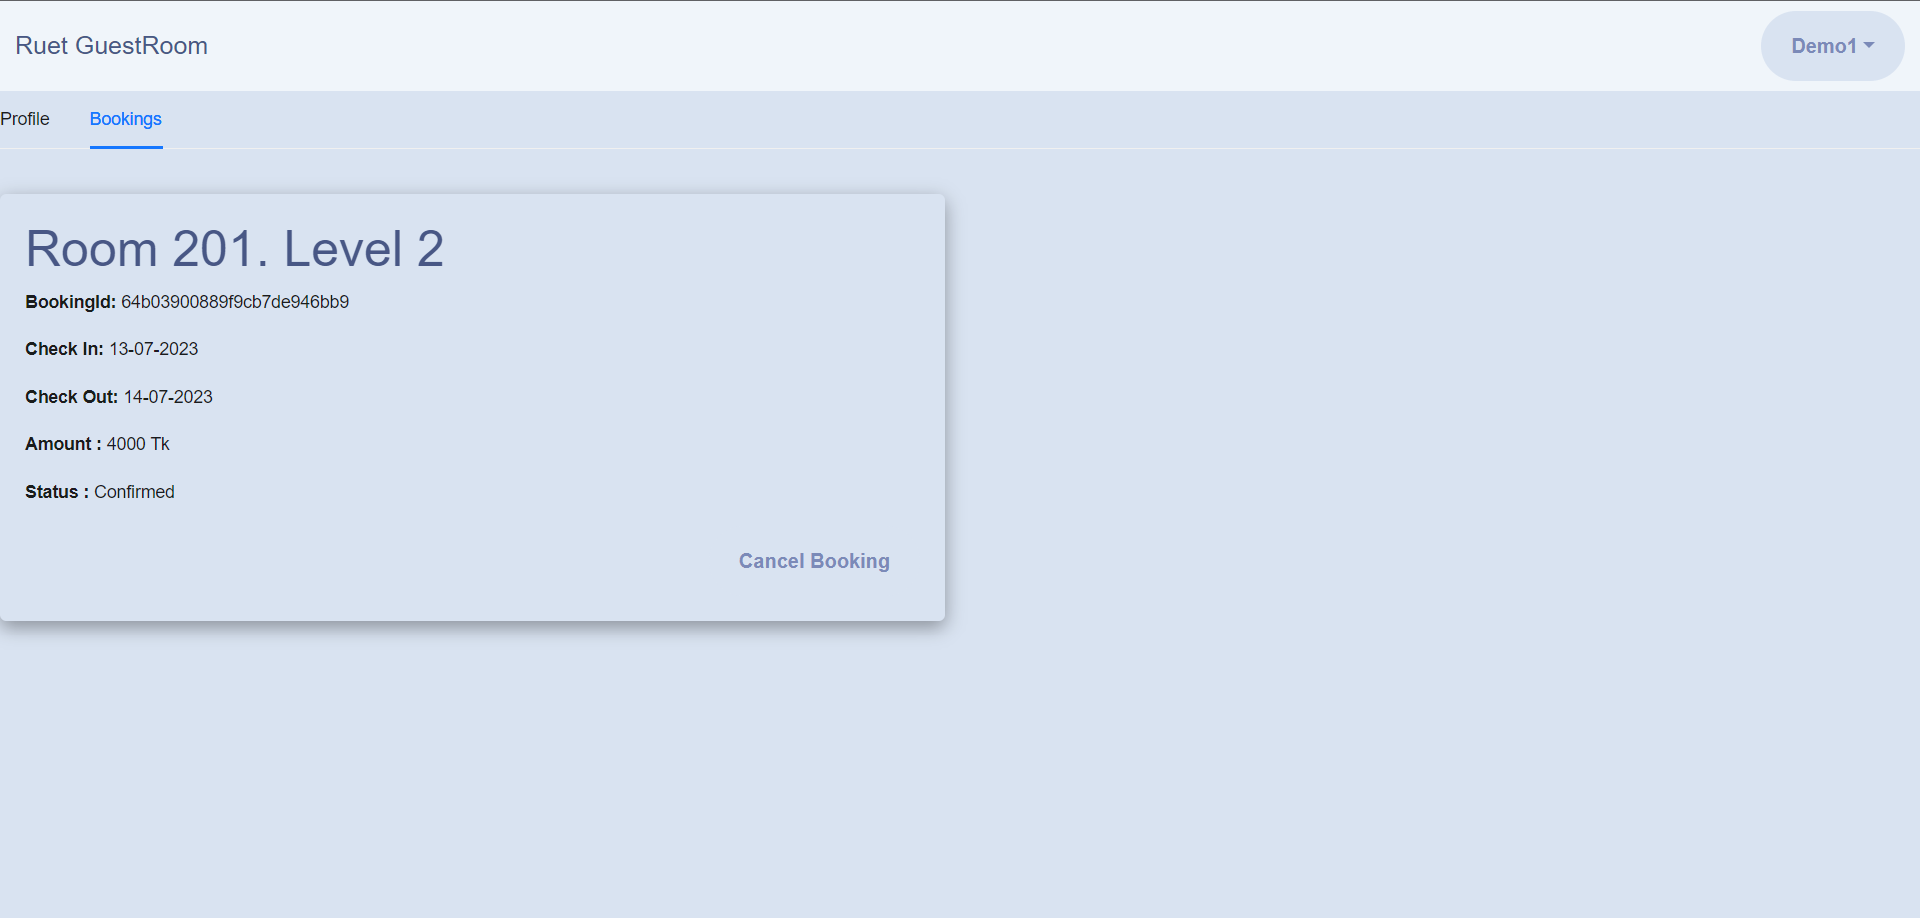 Ruet GuestRoom
Demo1
Profile
Bookings
Room 201. Level 2
BookingId: 64b03900889f9cb7de946bb9
Check In: 13-07-2023
Check Out: 14-07-2023
Amount : 4000 Tk
Status : Confirmed
Cancel Booking